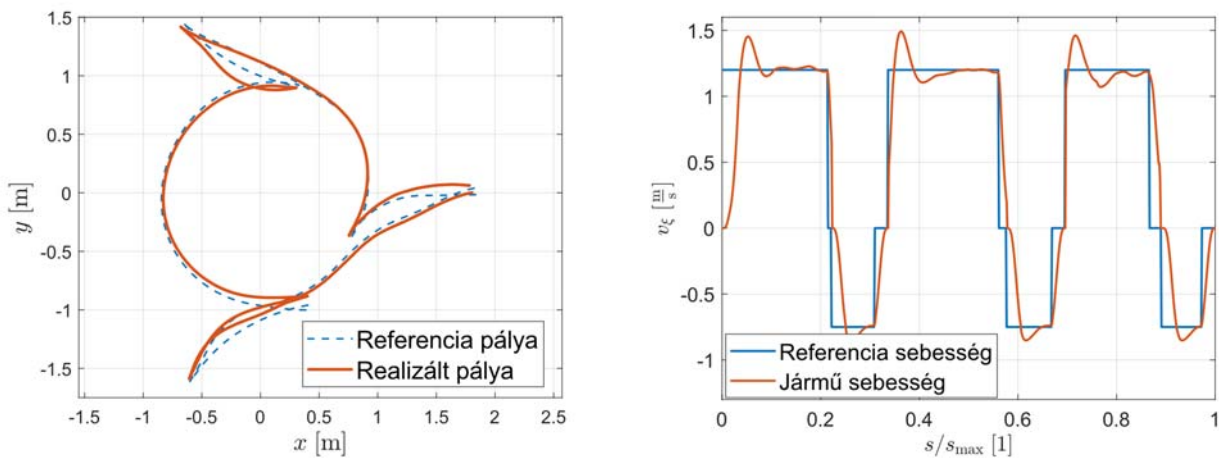 1.5
1
0.5
0
-0.5
-1
-1.5
y [m]
-1.5 -1 -0.5 0 0.5 1 1.5 2 2.5
x [m]
Referencia pálya
Realizált pálya
1.5
1
0.5
0
-0.5
-1
v_ξ [m/s]
0 0.2 0.4 0.6 0.8 1
s/s_max [1]
Referencia sebesség
Jármű sebesség